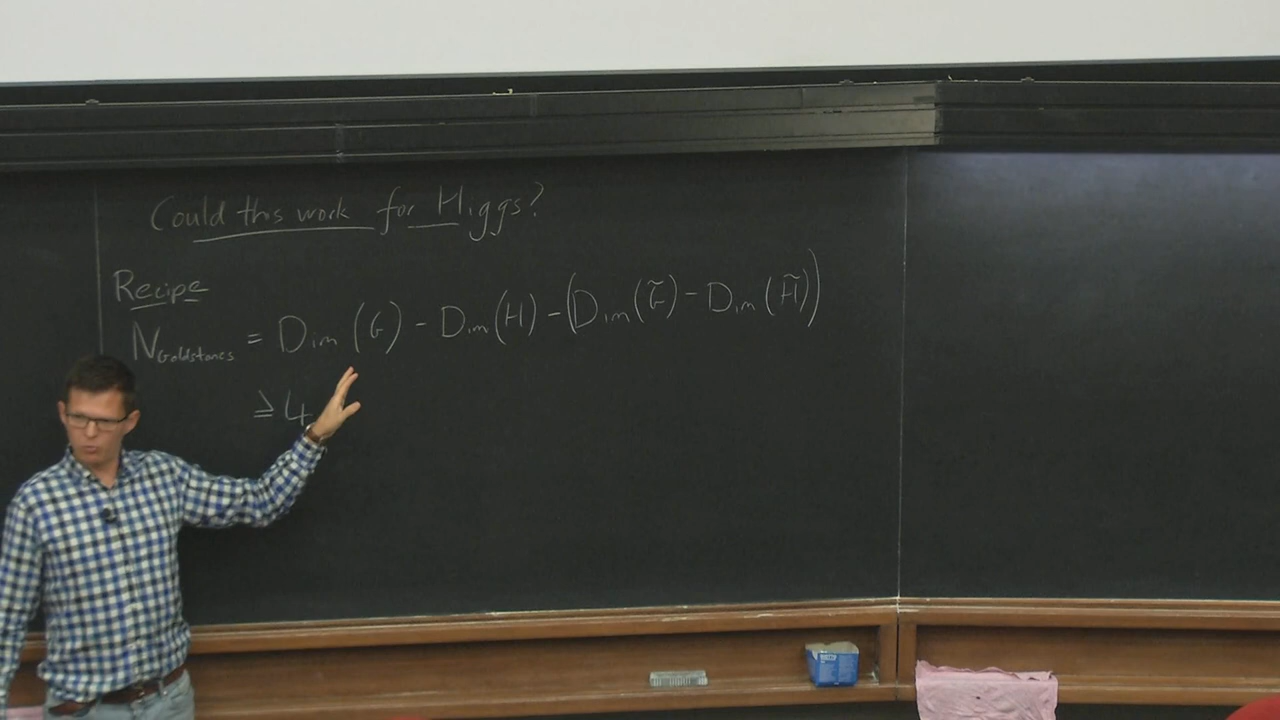 Could this work for Higgs?
Recipe
N_Goldstones = Dim(G) - Dim(H) - (Dim(G̃) - Dim(H̃))
≥ 4